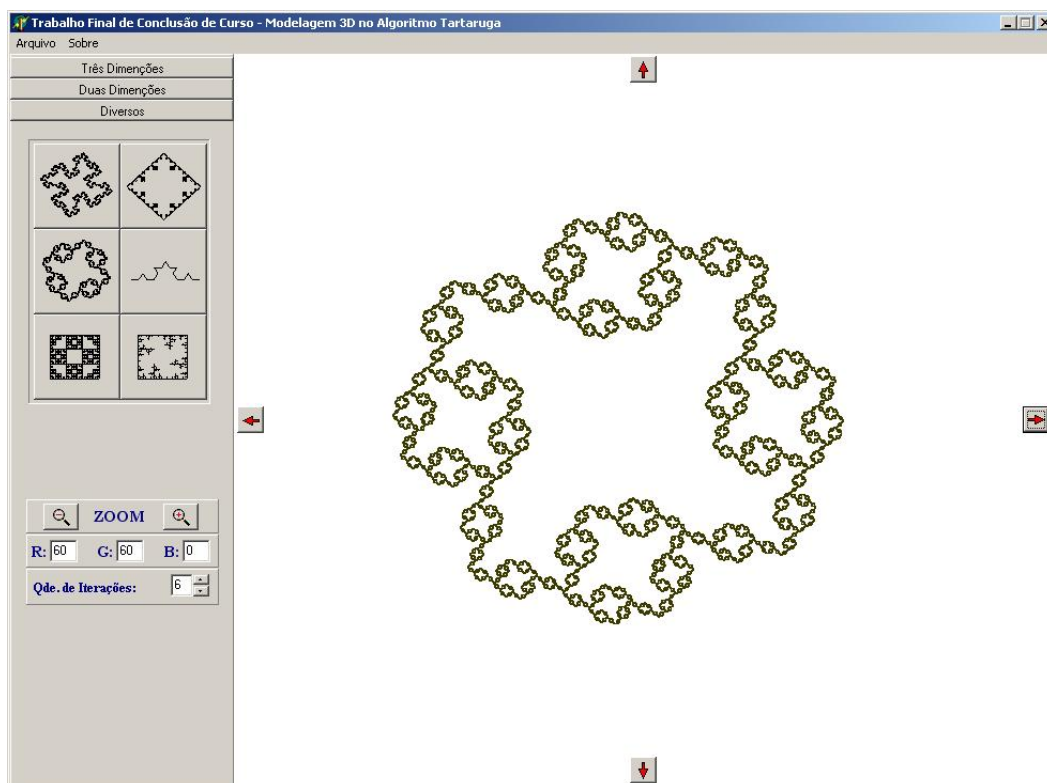 Trabalho Final de Conclusão de Curso - Modelagem 3D no Algoritmo Tartaruga
Arquivo Sobre
Três Dimenções
Duas Dimenções
Diversos
ZOOM
R: 60 G: 60 B: 0
Qde. de Iterações: 6